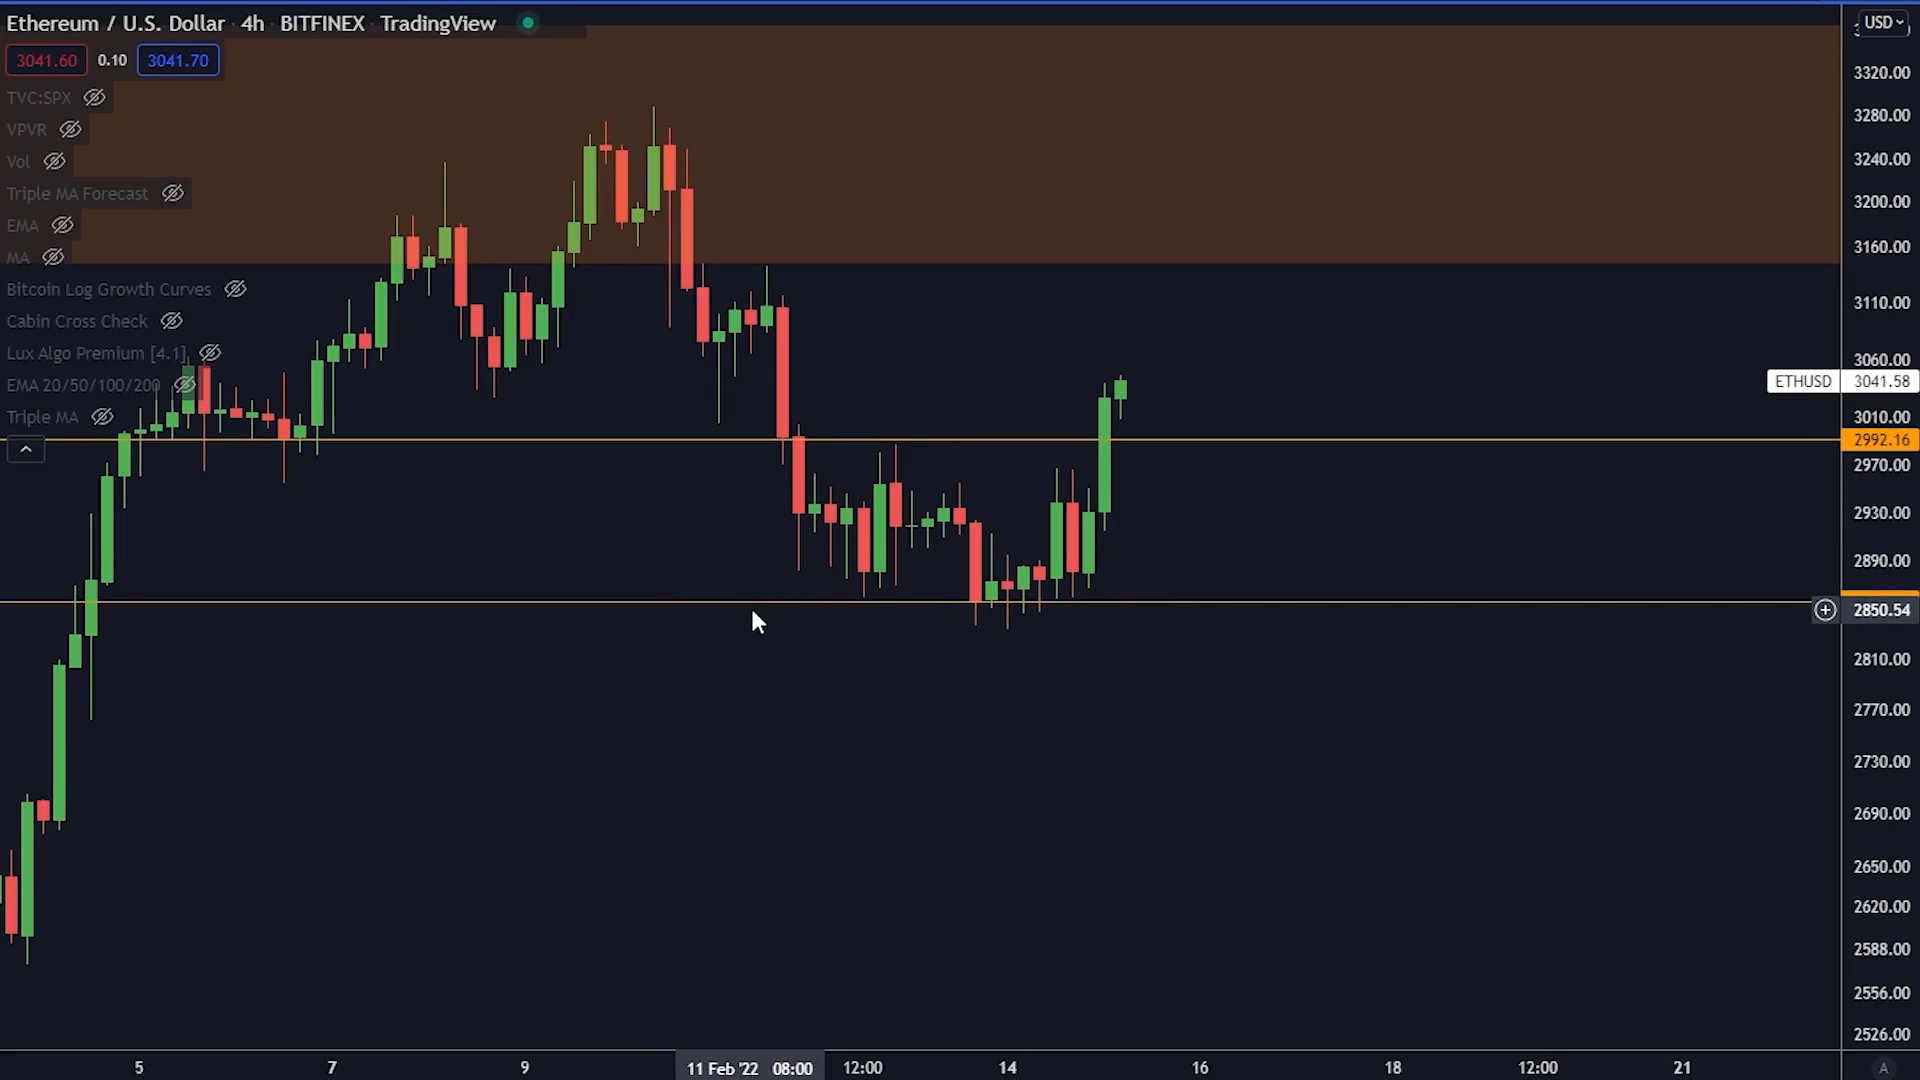 Ethereum / U.S. Dollar · 4h · BITFINEX · TradingView
USD
3041.60 0.10 3041.70
TVC:SPX
VPVR
Vol
Triple MA Forecast
EMA
MA
Bitcoin Log Growth Curves
Cabin Cross Check
Lux Algo Premium [4.1]
EMA 20/50/100/200
Triple MA
3320.00
3280.00
3240.00
3200.00
3160.00
3110.00
3060.00
ETHUSD 3041.58
3010.00
2992.16
2970.00
2930.00
2890.00
2850.54
2810.00
2770.00
2730.00
2690.00
2650.00
2620.00
2588.00
2556.00
2526.00
5 7 9 11 Feb '22 08:00 12:00 14 16 18 12:00 21 A